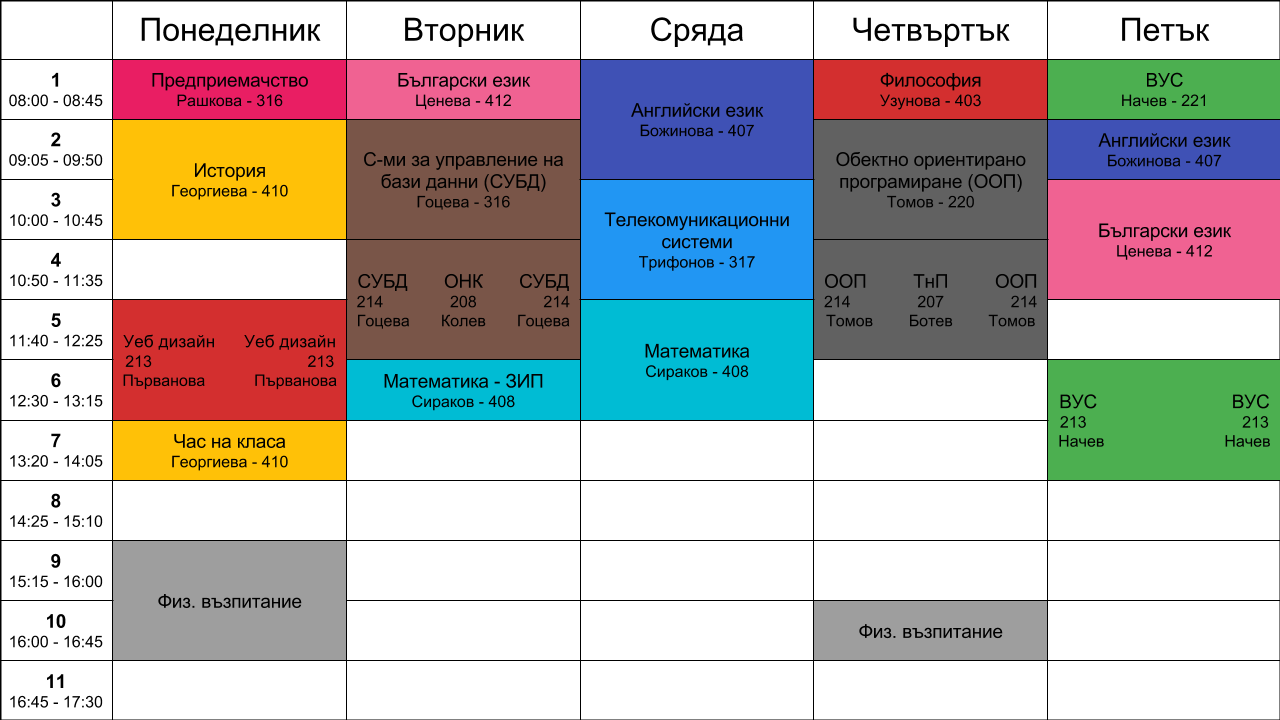 Понеделник Вторник Сряда Четвъртък Петък
1
08:00 - 08:45
Предприемачество
Рашкова - 316
Български език
Ценева - 412
Английски език
Божинова - 407
Философия
Узунова - 403
ВУС
Начев - 221
2
09:05 - 09:50
История
Георгиева - 410
С-ми за управление на
бази данни (СУБД)
Гоцева - 316
Обектно ориентирано
програмиране (ООП)
Томов - 220
Английски език
Божинова - 407
3
10:00 - 10:45
Телекомуникационни
системи
Трифонов - 317
Български език
Ценева - 412
4
10:50 - 11:35
СУБД ОНК СУБД
214 208 214
Гоцева Колев Гоцева
ООП ТнП ООП
214 207 214
Томов Ботев Томов
5
11:40 - 12:25
Уеб дизайн Уеб дизайн
213 213
Първанова Първанова
Математика
Сираков - 408
6
12:30 - 13:15
Математика - ЗИП
Сираков - 408
ВУС ВУС
213 213
Начев Начев
7
13:20 - 14:05
Час на класа
Георгиева - 410
8
14:25 - 15:10
9
15:15 - 16:00
Физ. възпитание
10
16:00 - 16:45
Физ. възпитание
11
16:45 - 17:30